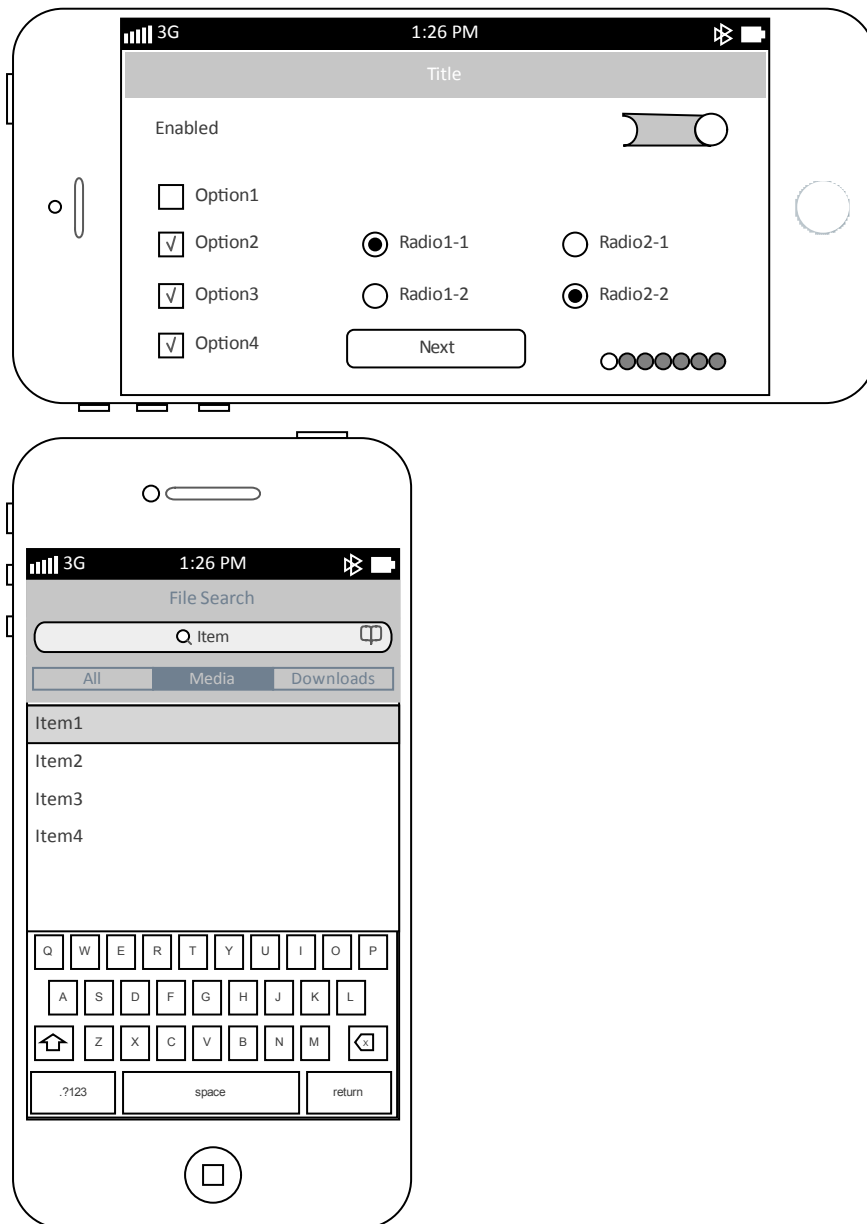 3G 1:26 PM
Title
Enabled
Option1
Option2 Radio1-1 Radio2-1
Option3 Radio1-2 Radio2-2
Option4 Next
3G 1:26 PM
File Search
Item
All Media Downloads
Item1
Item2
Item3
Item4
Q W E R T Y U I O P
A S D F G H J K L
Z X C V B N M x
.?123 space return